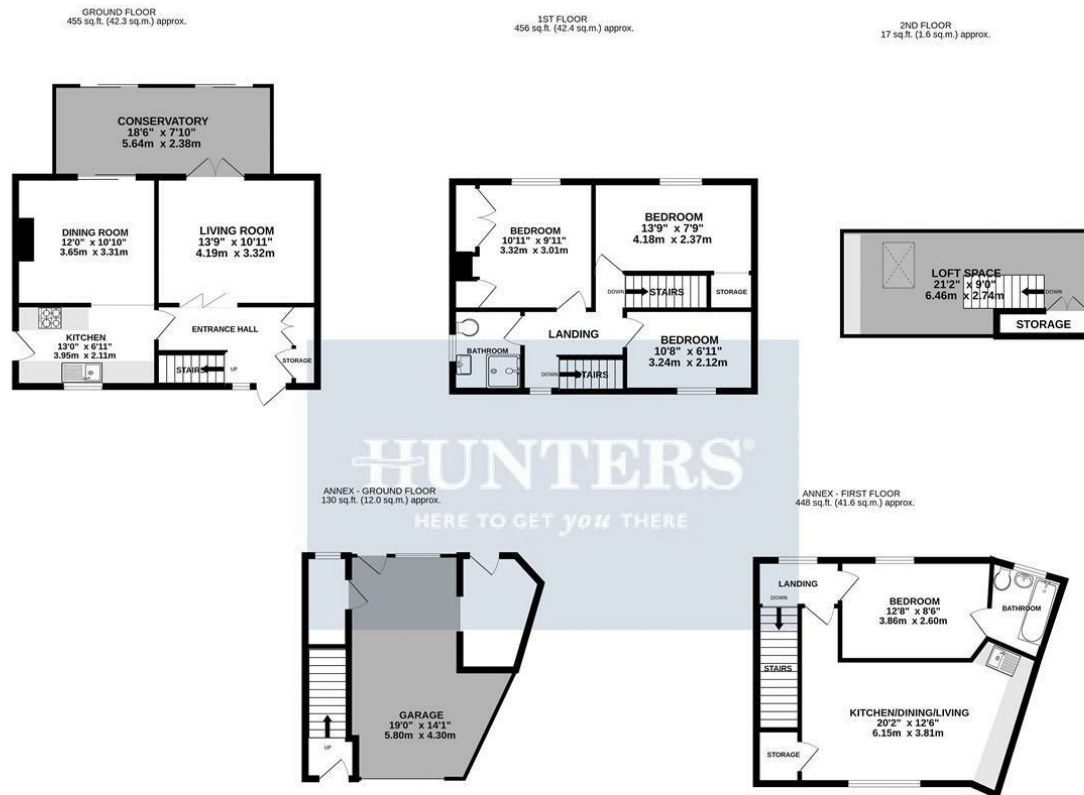 GROUND FLOOR
455 sq.ft. (42.3 sq.m.) approx.
1ST FLOOR
456 sq.ft. (42.4 sq.m.) approx.
2ND FLOOR
17 sq.ft. (1.6 sq.m.) approx.
CONSERVATORY
18'6" x 7'10"
5.64m x 2.38m
DINING ROOM
12'0" x 10'10"
3.65m x 3.31m
LIVING ROOM
13'9" x 10'11"
4.19m x 3.32m
KITCHEN
13'0" x 6'11"
3.95m x 2.11m
ENTRANCE HALL
STAIRS
UP
STORAGE
BEDROOM
10'11" x 9'11"
3.32m x 3.01m
BEDROOM
13'9" x 7'9"
4.18m x 2.37m
DOWN
STAIRS
STORAGE
LANDING
BATHROOM
BEDROOM
10'8" x 6'11"
3.24m x 2.12m
DOWN
STAIRS
LOFT SPACE
21'2" x 9'0"
6.46m x 2.74m
DOWN
STORAGE
HUNTERS®
HERE TO GET you THERE
ANNEX - GROUND FLOOR
130 sq.ft. (12.0 sq.m.) approx.
GARAGE
19'0" x 14'1"
5.80m x 4.30m
UP
ANNEX - FIRST FLOOR
448 sq.ft. (41.6 sq.m.) approx.
LANDING
DOWN
STAIRS
BEDROOM
12'8" x 8'6"
3.86m x 2.60m
BATHROOM
KITCHEN/DINING/LIVING
20'2" x 12'6"
6.15m x 3.81m
STORAGE